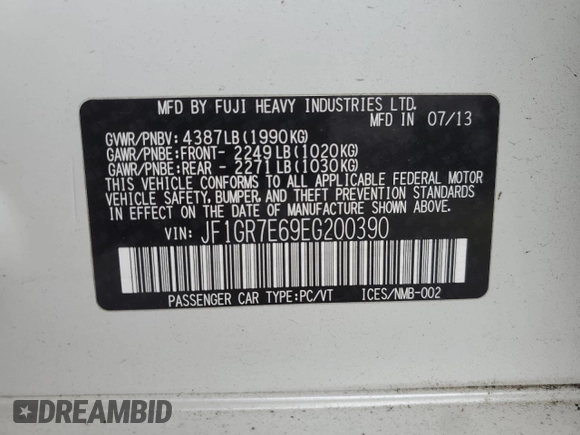 MFD BY FUJI HEAVY INDUSTRIES LTD.
MFD IN 07/13
GVWR/PNBV: 4387LB(1990KG)
GAWR/PNBE:FRONT- 2249LB(1020KG)
GAWR/PNBE:REAR - 2271LB(1030KG)
THIS VEHICLE CONFORMS TO ALL APPLICABLE FEDERAL MOTOR
VEHICLE SAFETY, BUMPER, AND THEFT PREVENTION STANDARDS
IN EFFECT ON THE DATE OF MANUFACTURE SHOWN ABOVE.
VIN: JF1GR7E69EG200390
PASSENGER CAR TYPE:PC/VT ICES/NMB-002
DREAMBID